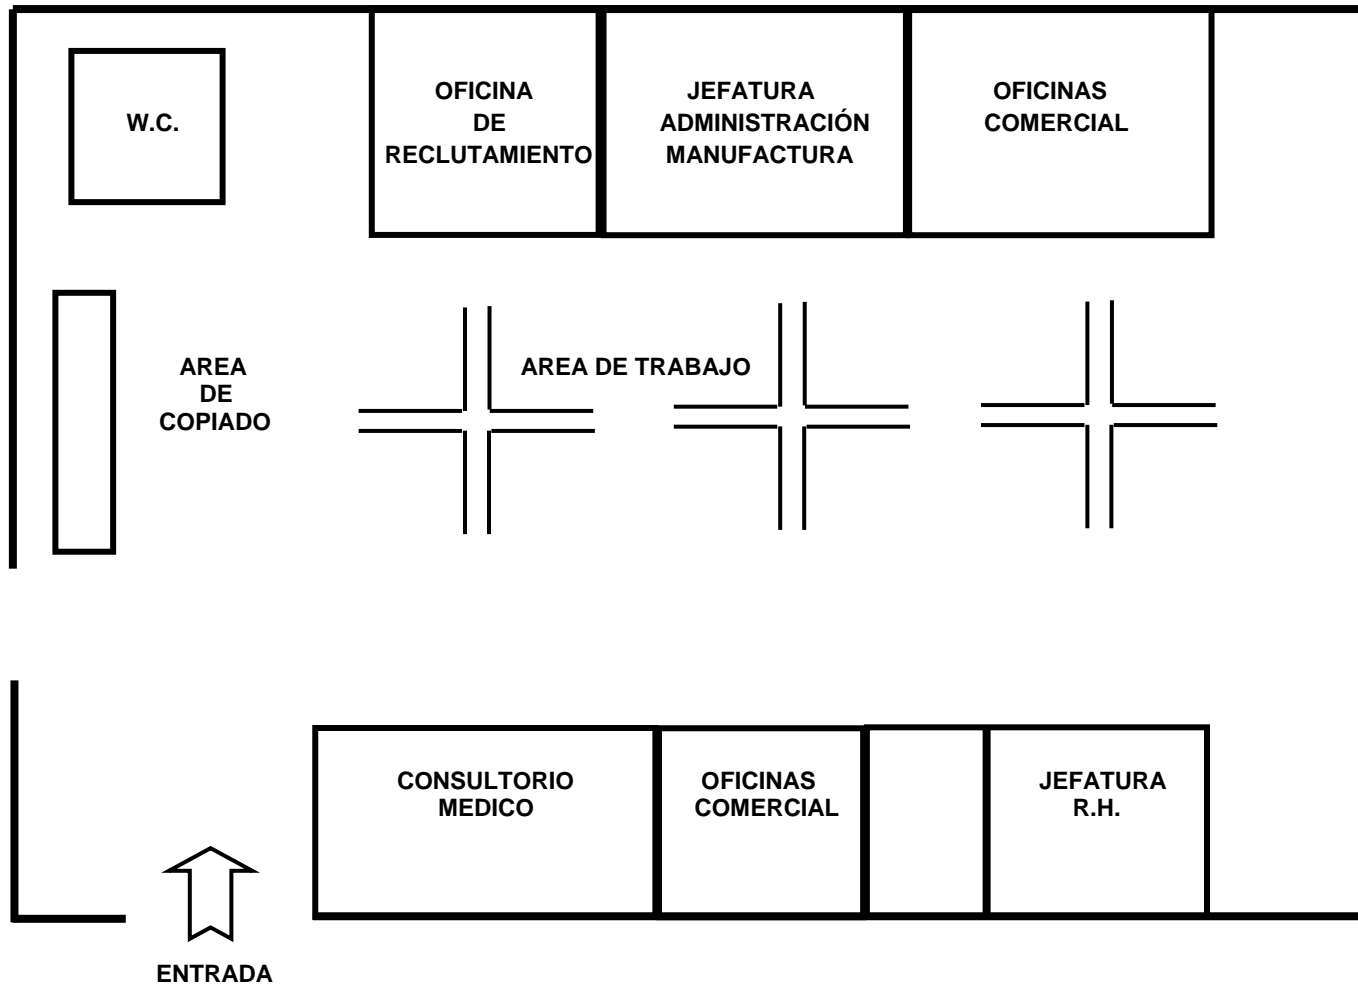 W.C.
OFICINA
DE
RECLUTAMIENTO
JEFATURA
ADMINISTRACIÓN
MANUFACTURA
OFICINAS
COMERCIAL
AREA
DE
COPIADO
AREA DE TRABAJO
CONSULTORIO
MEDICO
OFICINAS
COMERCIAL
JEFATURA
R.H.
ENTRADA